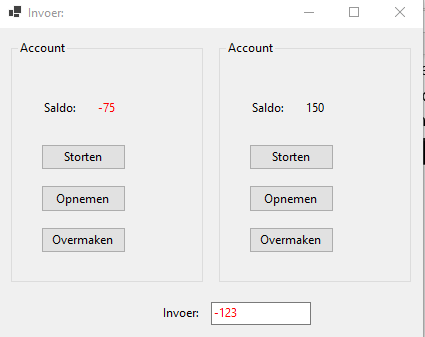 Invoer:
Account
Saldo: -75
Storten
Opnemen
Overmaken
Account
Saldo: 150
Storten
Opnemen
Overmaken
Invoer: -123